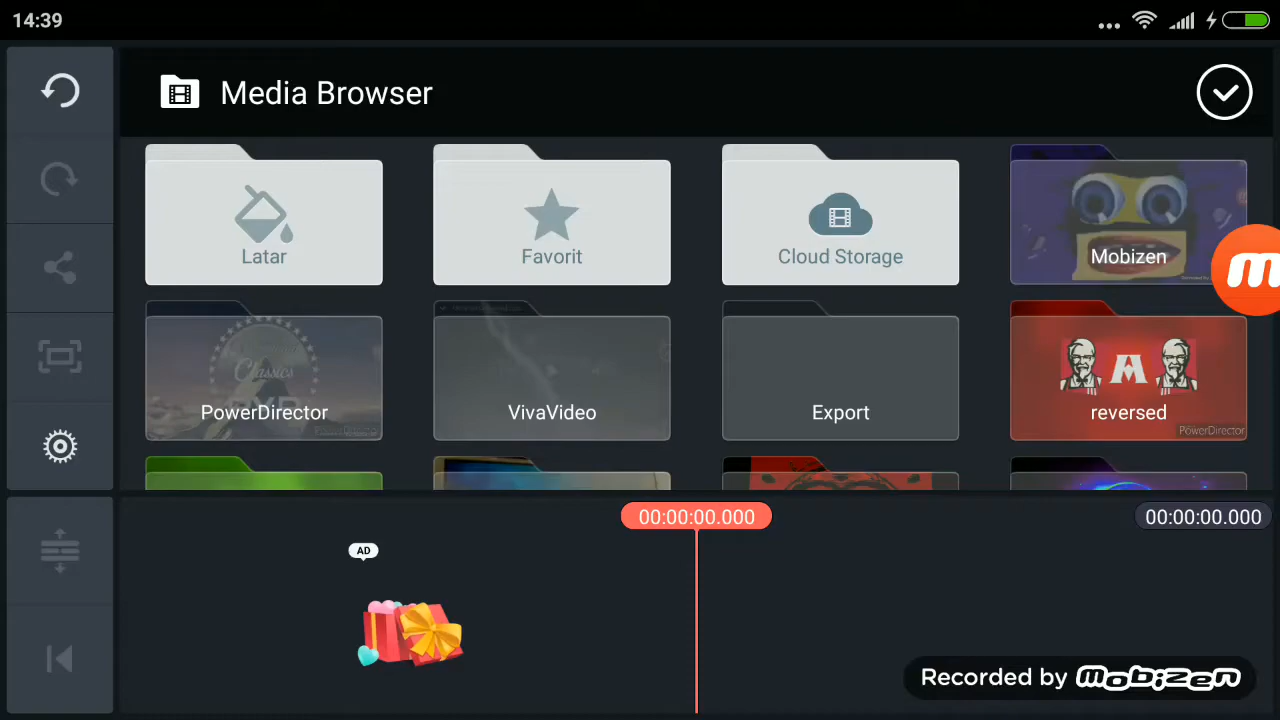 14:39
Media Browser
Latar
Favorit
Cloud Storage
Mobizen
PowerDirector
VivaVideo
Export
reversed
PowerDirector
00:00:00.000
00:00:00.000
AD
Recorded by mobizen